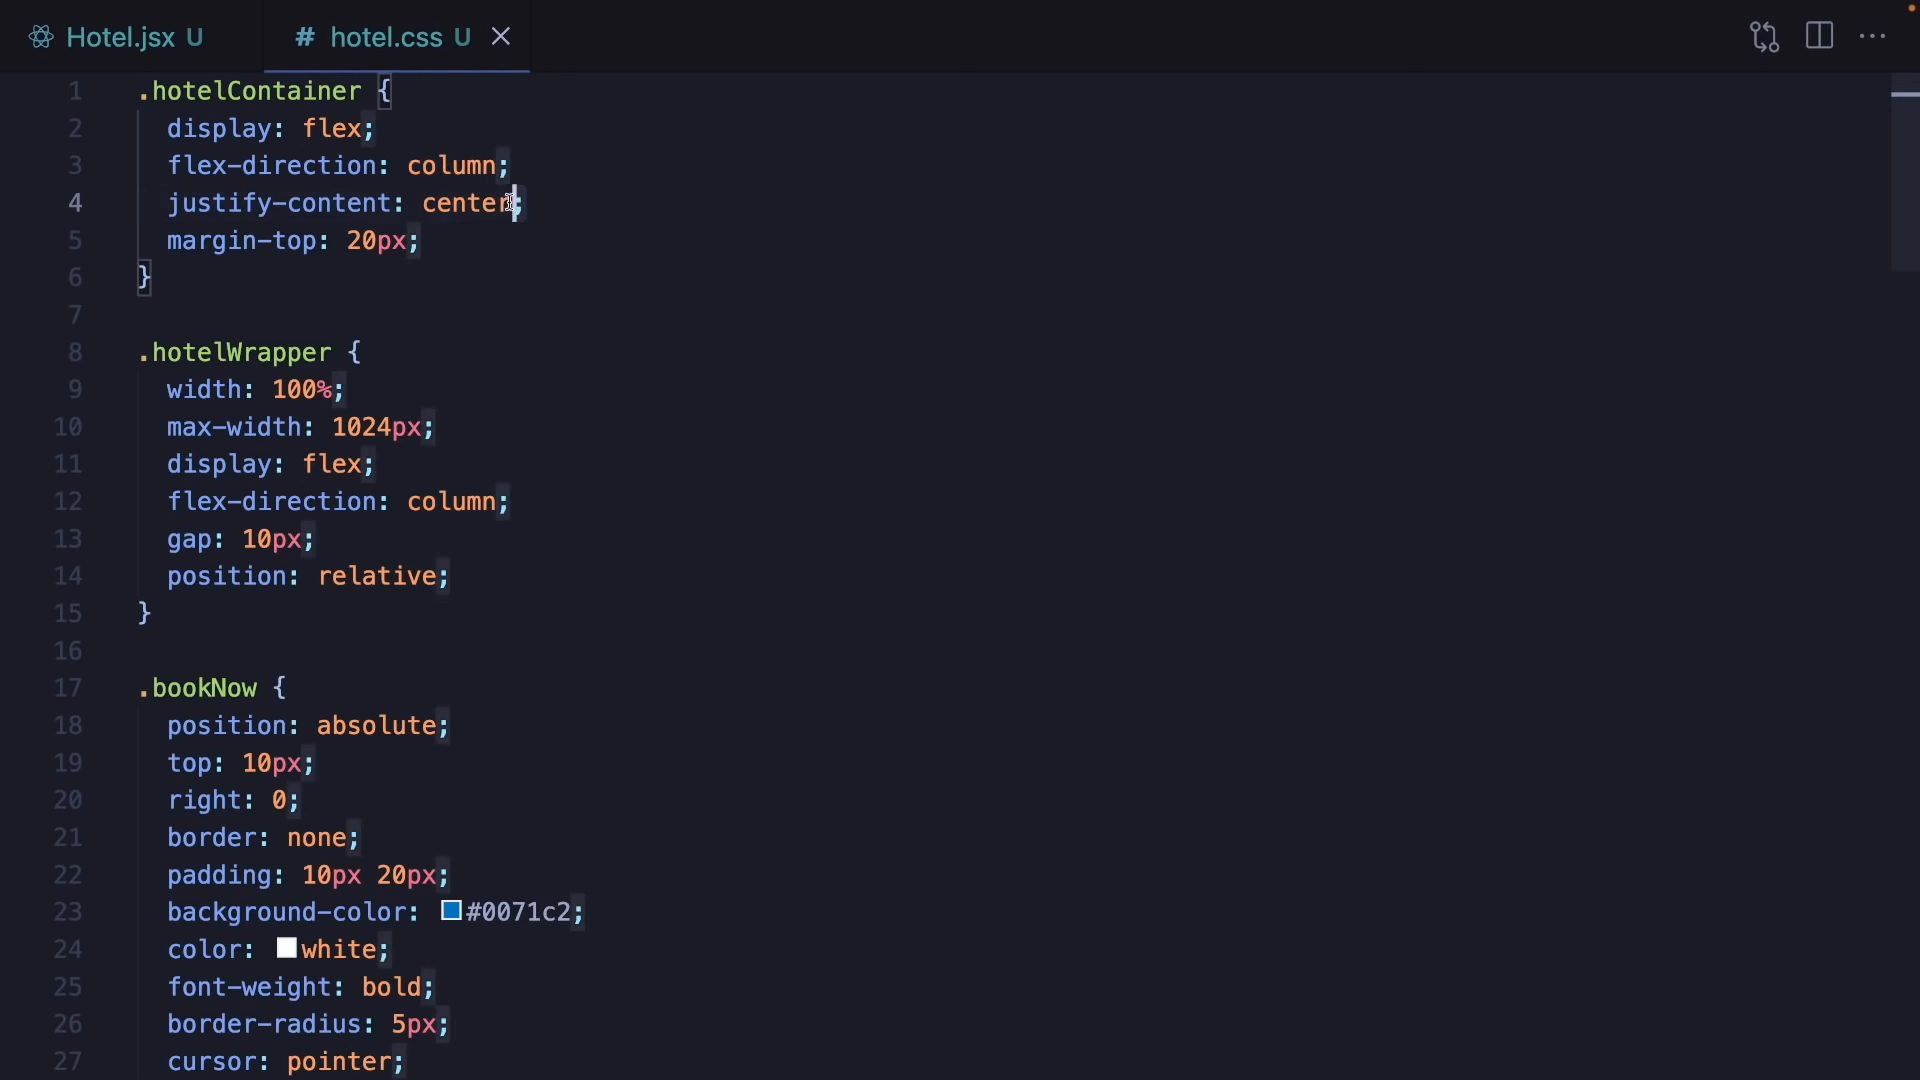 Hotel.jsx U
# hotel.css U
1 .hotelContainer {
2 display: flex;
3 flex-direction: column;
4 justify-content: center;
5 margin-top: 20px;
6 }
7
8 .hotelWrapper {
9 width: 100%;
10 max-width: 1024px;
11 display: flex;
12 flex-direction: column;
13 gap: 10px;
14 position: relative;
15 }
16
17 .bookNow {
18 position: absolute;
19 top: 10px;
20 right: 0;
21 border: none;
22 padding: 10px 20px;
23 background-color: #0071c2;
24 color: white;
25 font-weight: bold;
26 border-radius: 5px;
27 cursor: pointer;